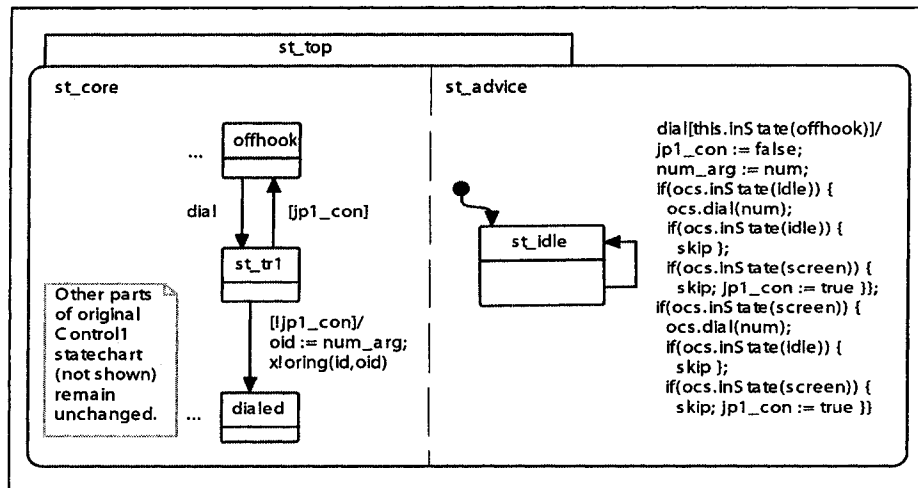 st_top
st_core
offhook
...
dial
[jp1_con]
st_tr1
Other parts
of original
Control1
statechart
(not shown)
remain
unchanged.
[!jp1_con]/
oid := num_arg;
x!oring(id,oid)
...
dialed
st_advice
st_idle
dial[this.inState(offhook)]/
jp1_con := false;
num_arg := num;
if(ocs.inState(idle)) {
ocs.dial(num);
if(ocs.inState(idle)) {
skip };
if(ocs.inState(screen)) {
skip; jp1_con := true }};
if(ocs.inState(screen)) {
ocs.dial(num);
if(ocs.inState(idle)) {
skip };
if(ocs.inState(screen)) {
skip; jp1_con := true }}